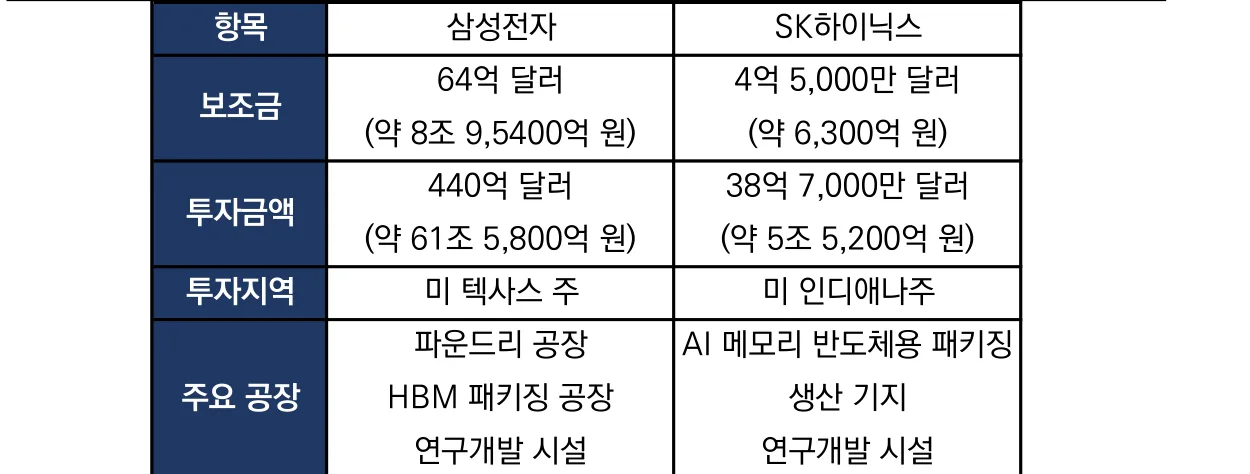 항목 삼성전자 SK하이닉스
보조금 64억 달러 4억 5,000만 달러
(약 8조 9,5400억 원) (약 6,300억 원)
투자금액 440억 달러 38억 7,000만 달러
(약 61조 5,800억 원) (약 5조 5,200억 원)
투자지역 미 텍사스 주 미 인디애나주
주요 공장 파운드리 공장 AI 메모리 반도체용 패키징
HBM 패키징 공장 생산 기지
연구개발 시설 연구개발 시설